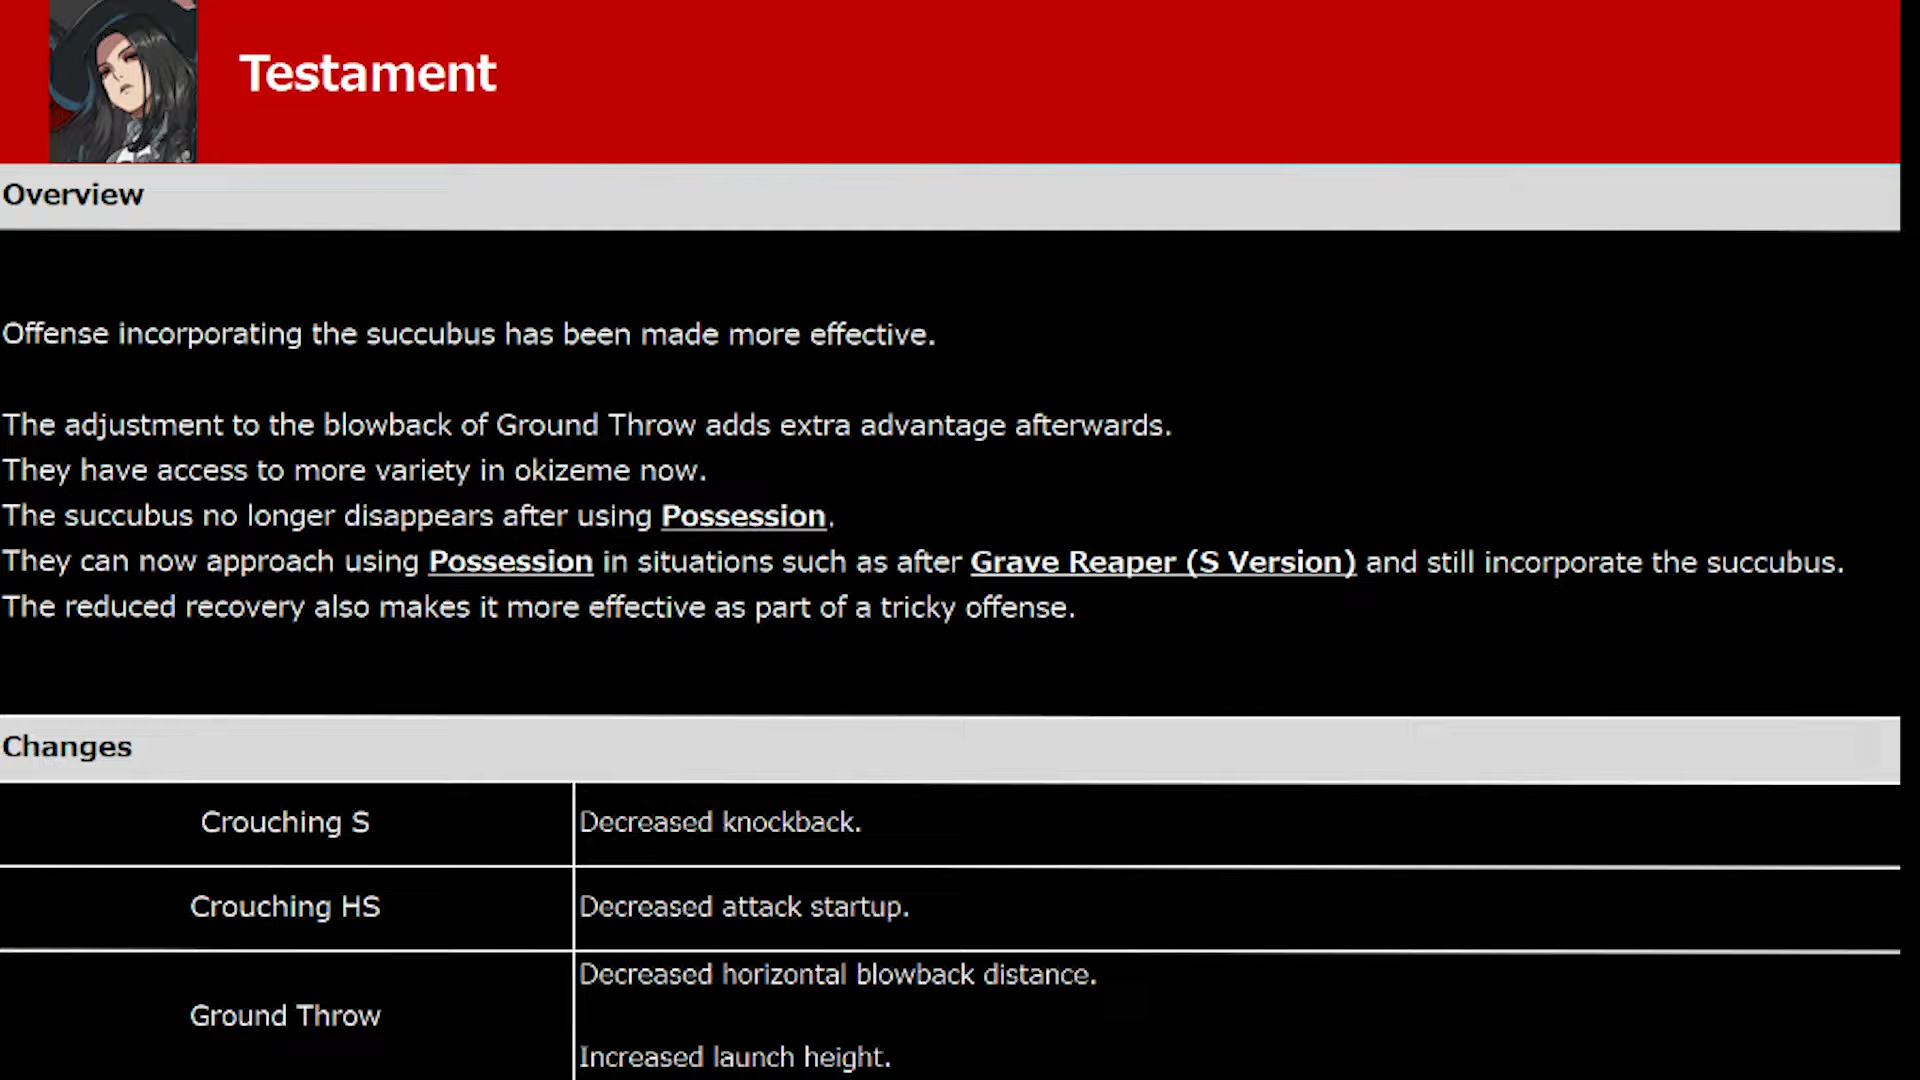 Testament
Overview
Offense incorporating the succubus has been made more effective.
The adjustment to the blowback of Ground Throw adds extra advantage afterwards.
They have access to more variety in okizeme now.
The succubus no longer disappears after using Possession.
They can now approach using Possession in situations such as after Grave Reaper (S Version) and still incorporate the succubus.
The reduced recovery also makes it more effective as part of a tricky offense.
Changes
Crouching S
Decreased knockback.
Crouching HS
Decreased attack startup.
Ground Throw
Decreased horizontal blowback distance.
Increased launch height.